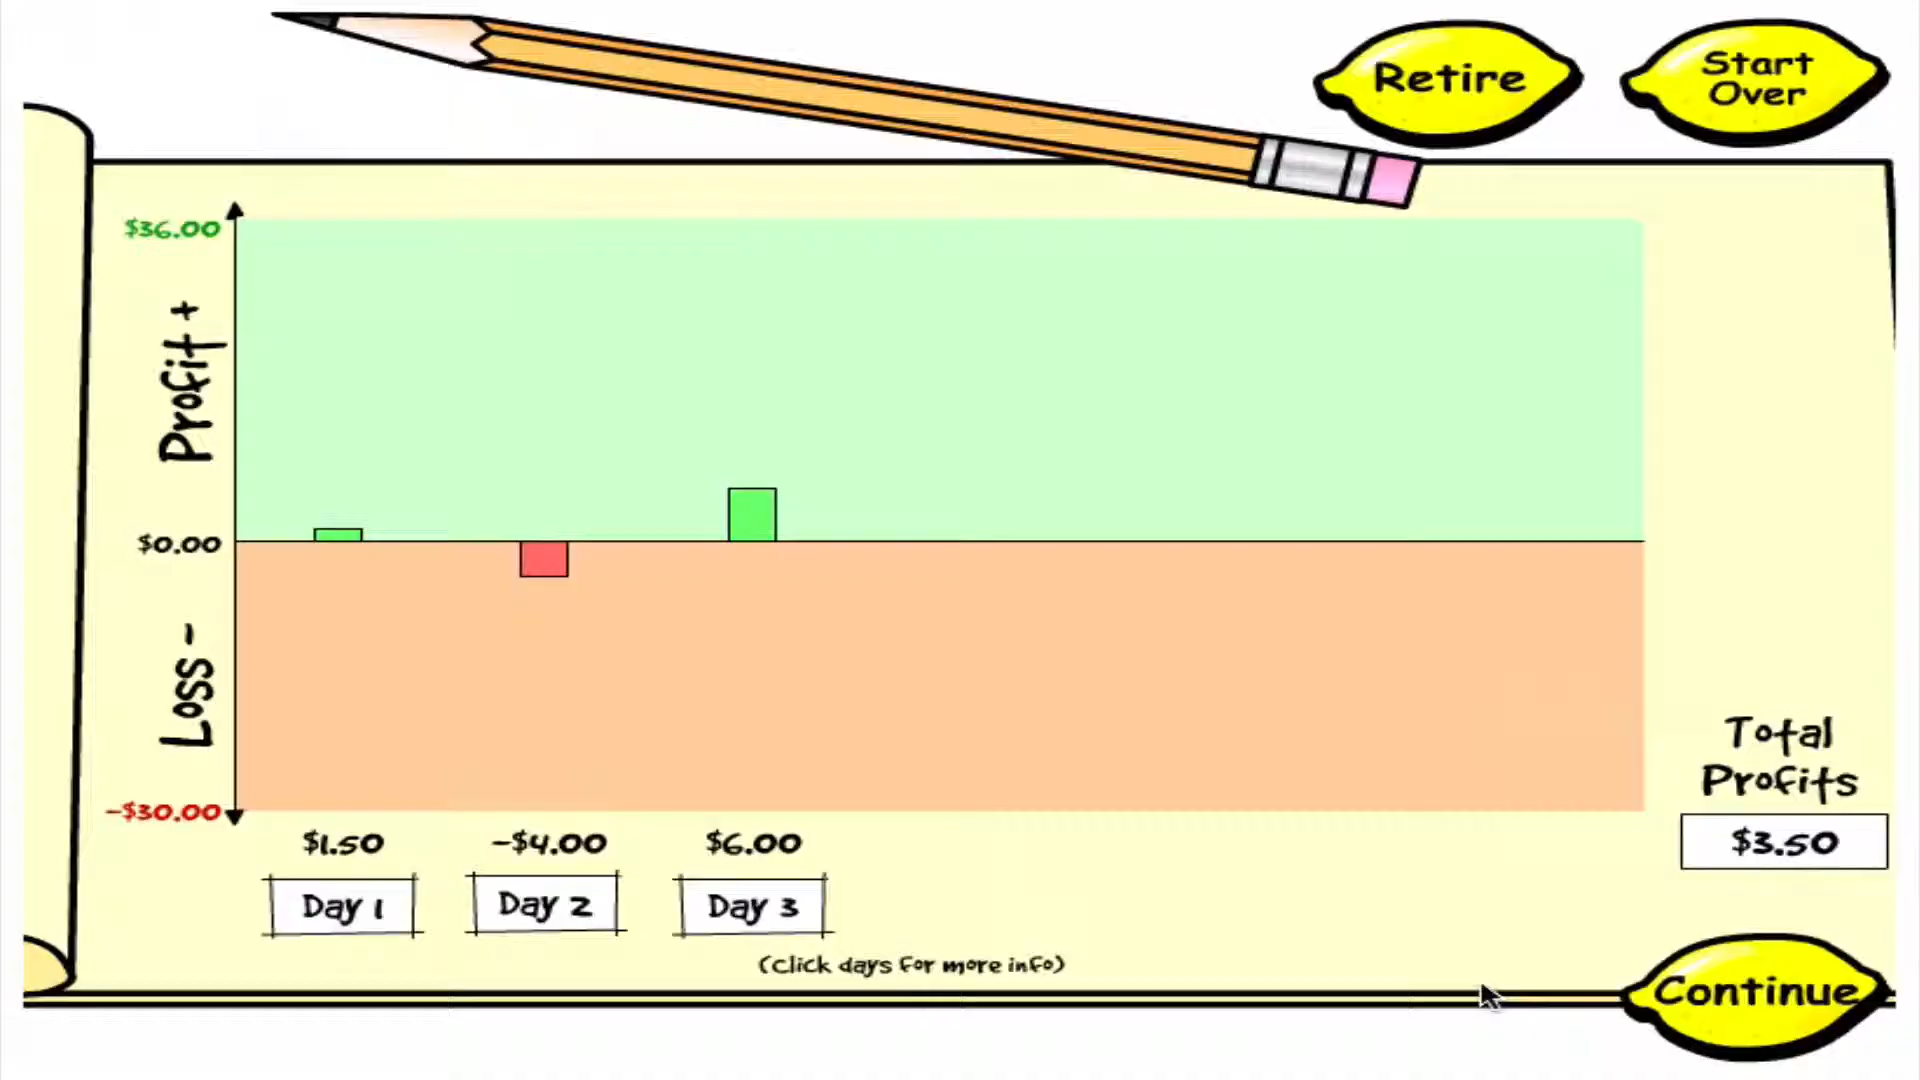 Retire
Start
Over
$36.00
Profit +
$0.00
Loss -
-$30.00
$1.50
-$4.00
$6.00
Day 1
Day 2
Day 3
(Click days for more info)
Total
Profits
$3.50
Continue